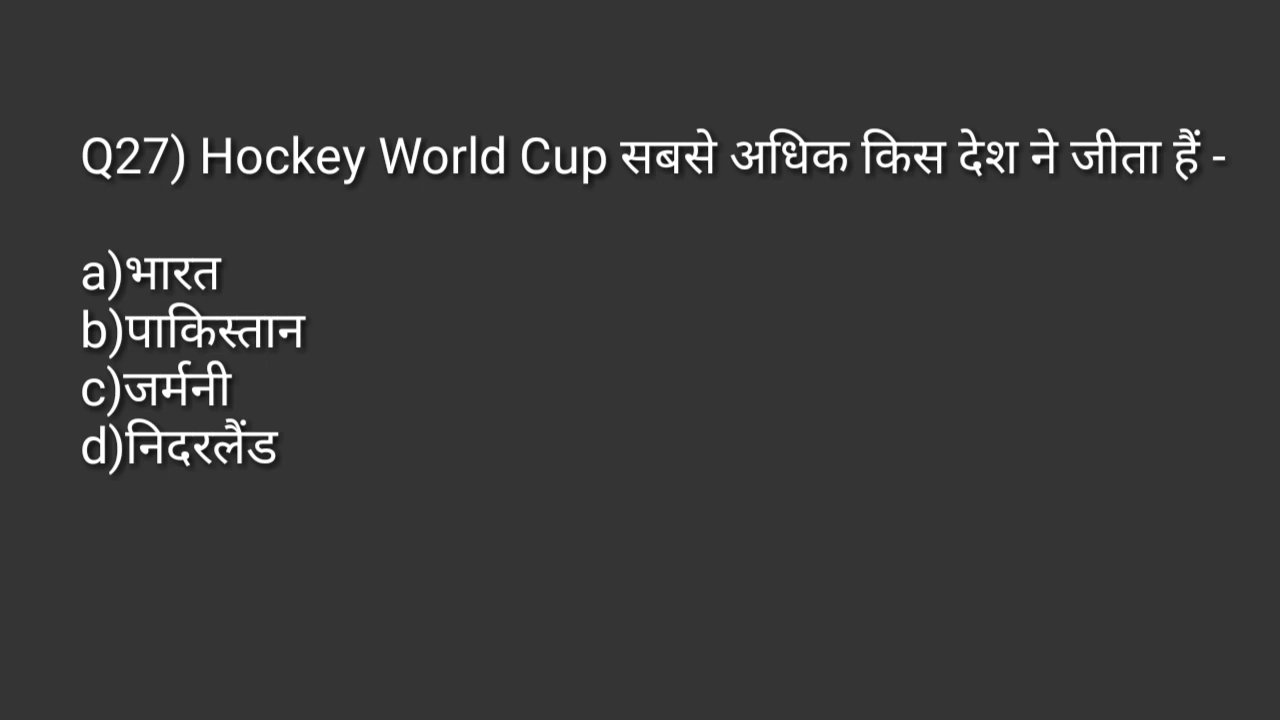 Q27) Hockey World Cup सबसे अधिक किस देश ने जीता हैं -
a)भारत
b)पाकिस्तान
c)जर्मनी
d)निदरलैंड